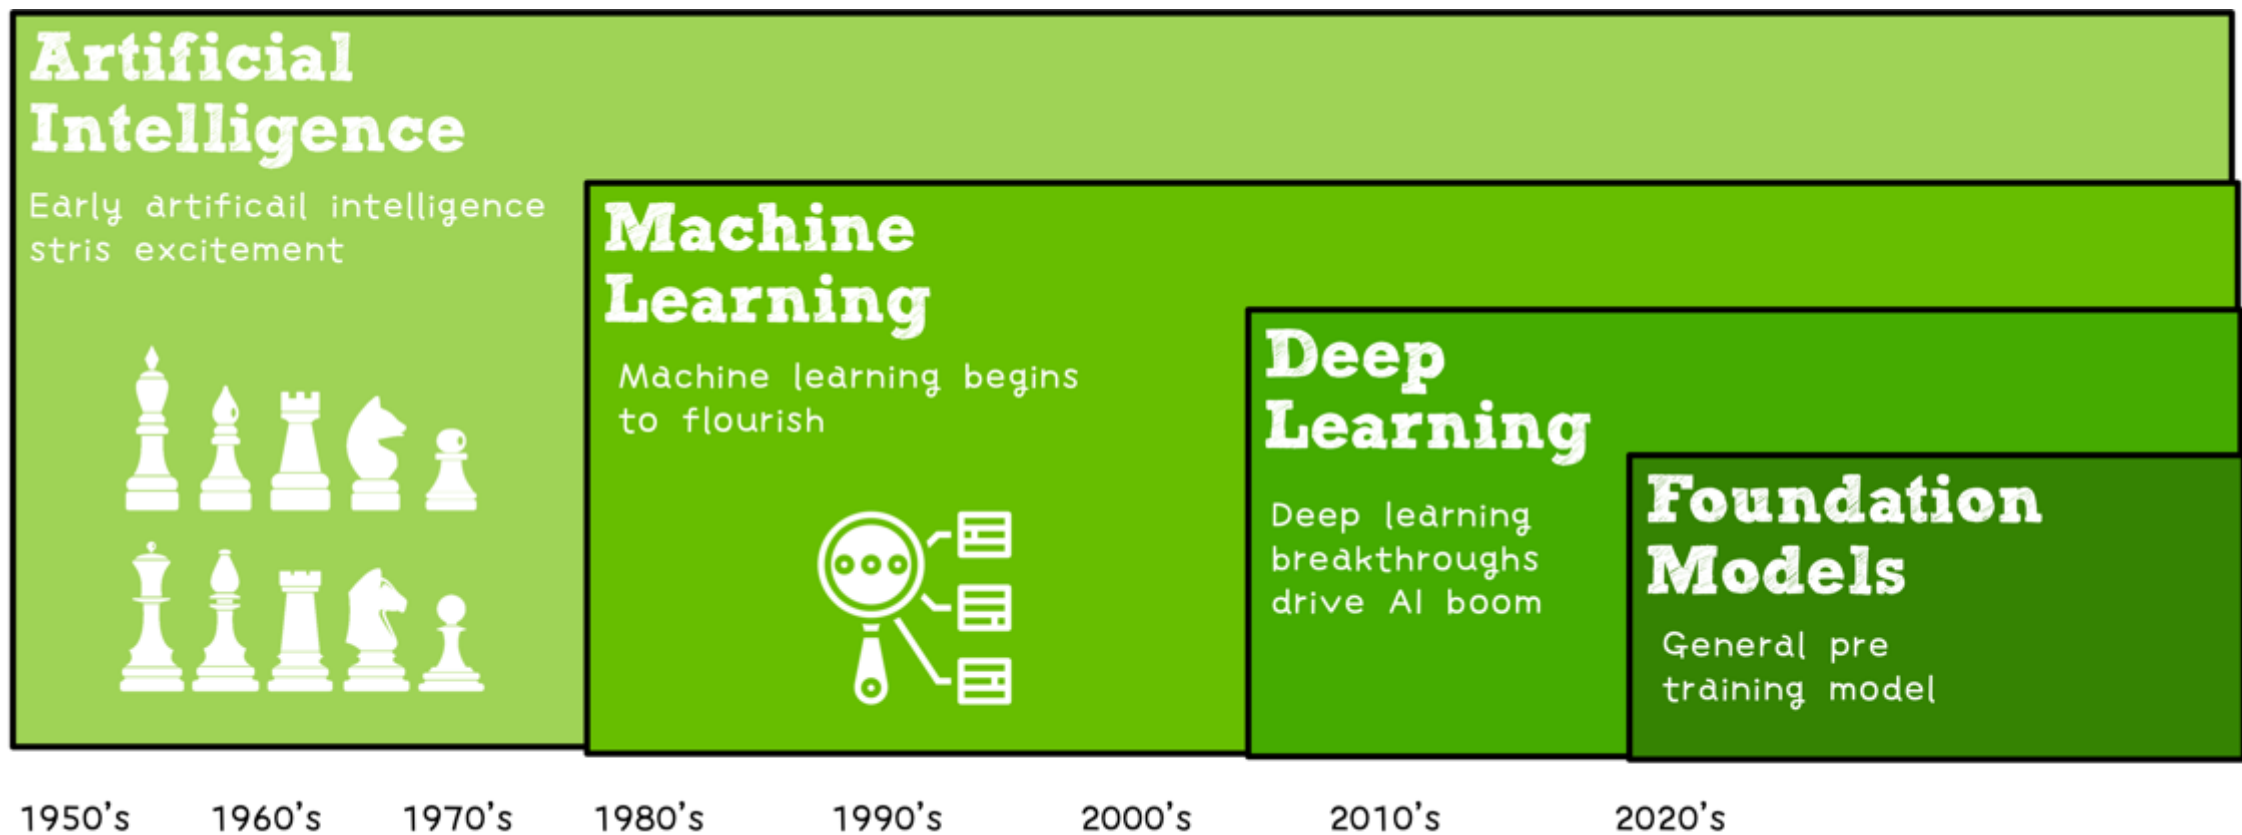 Artificial
Intelligence
Early artificail intelligence
stris excitement
Machine
Learning
Machine learning begins
to flourish
Deep
Learning
Deep learning
breakthroughs
drive AI boom
Foundation
Models
General pre
training model
1950's 1960's 1970's 1980's 1990's 2000's 2010's 2020's